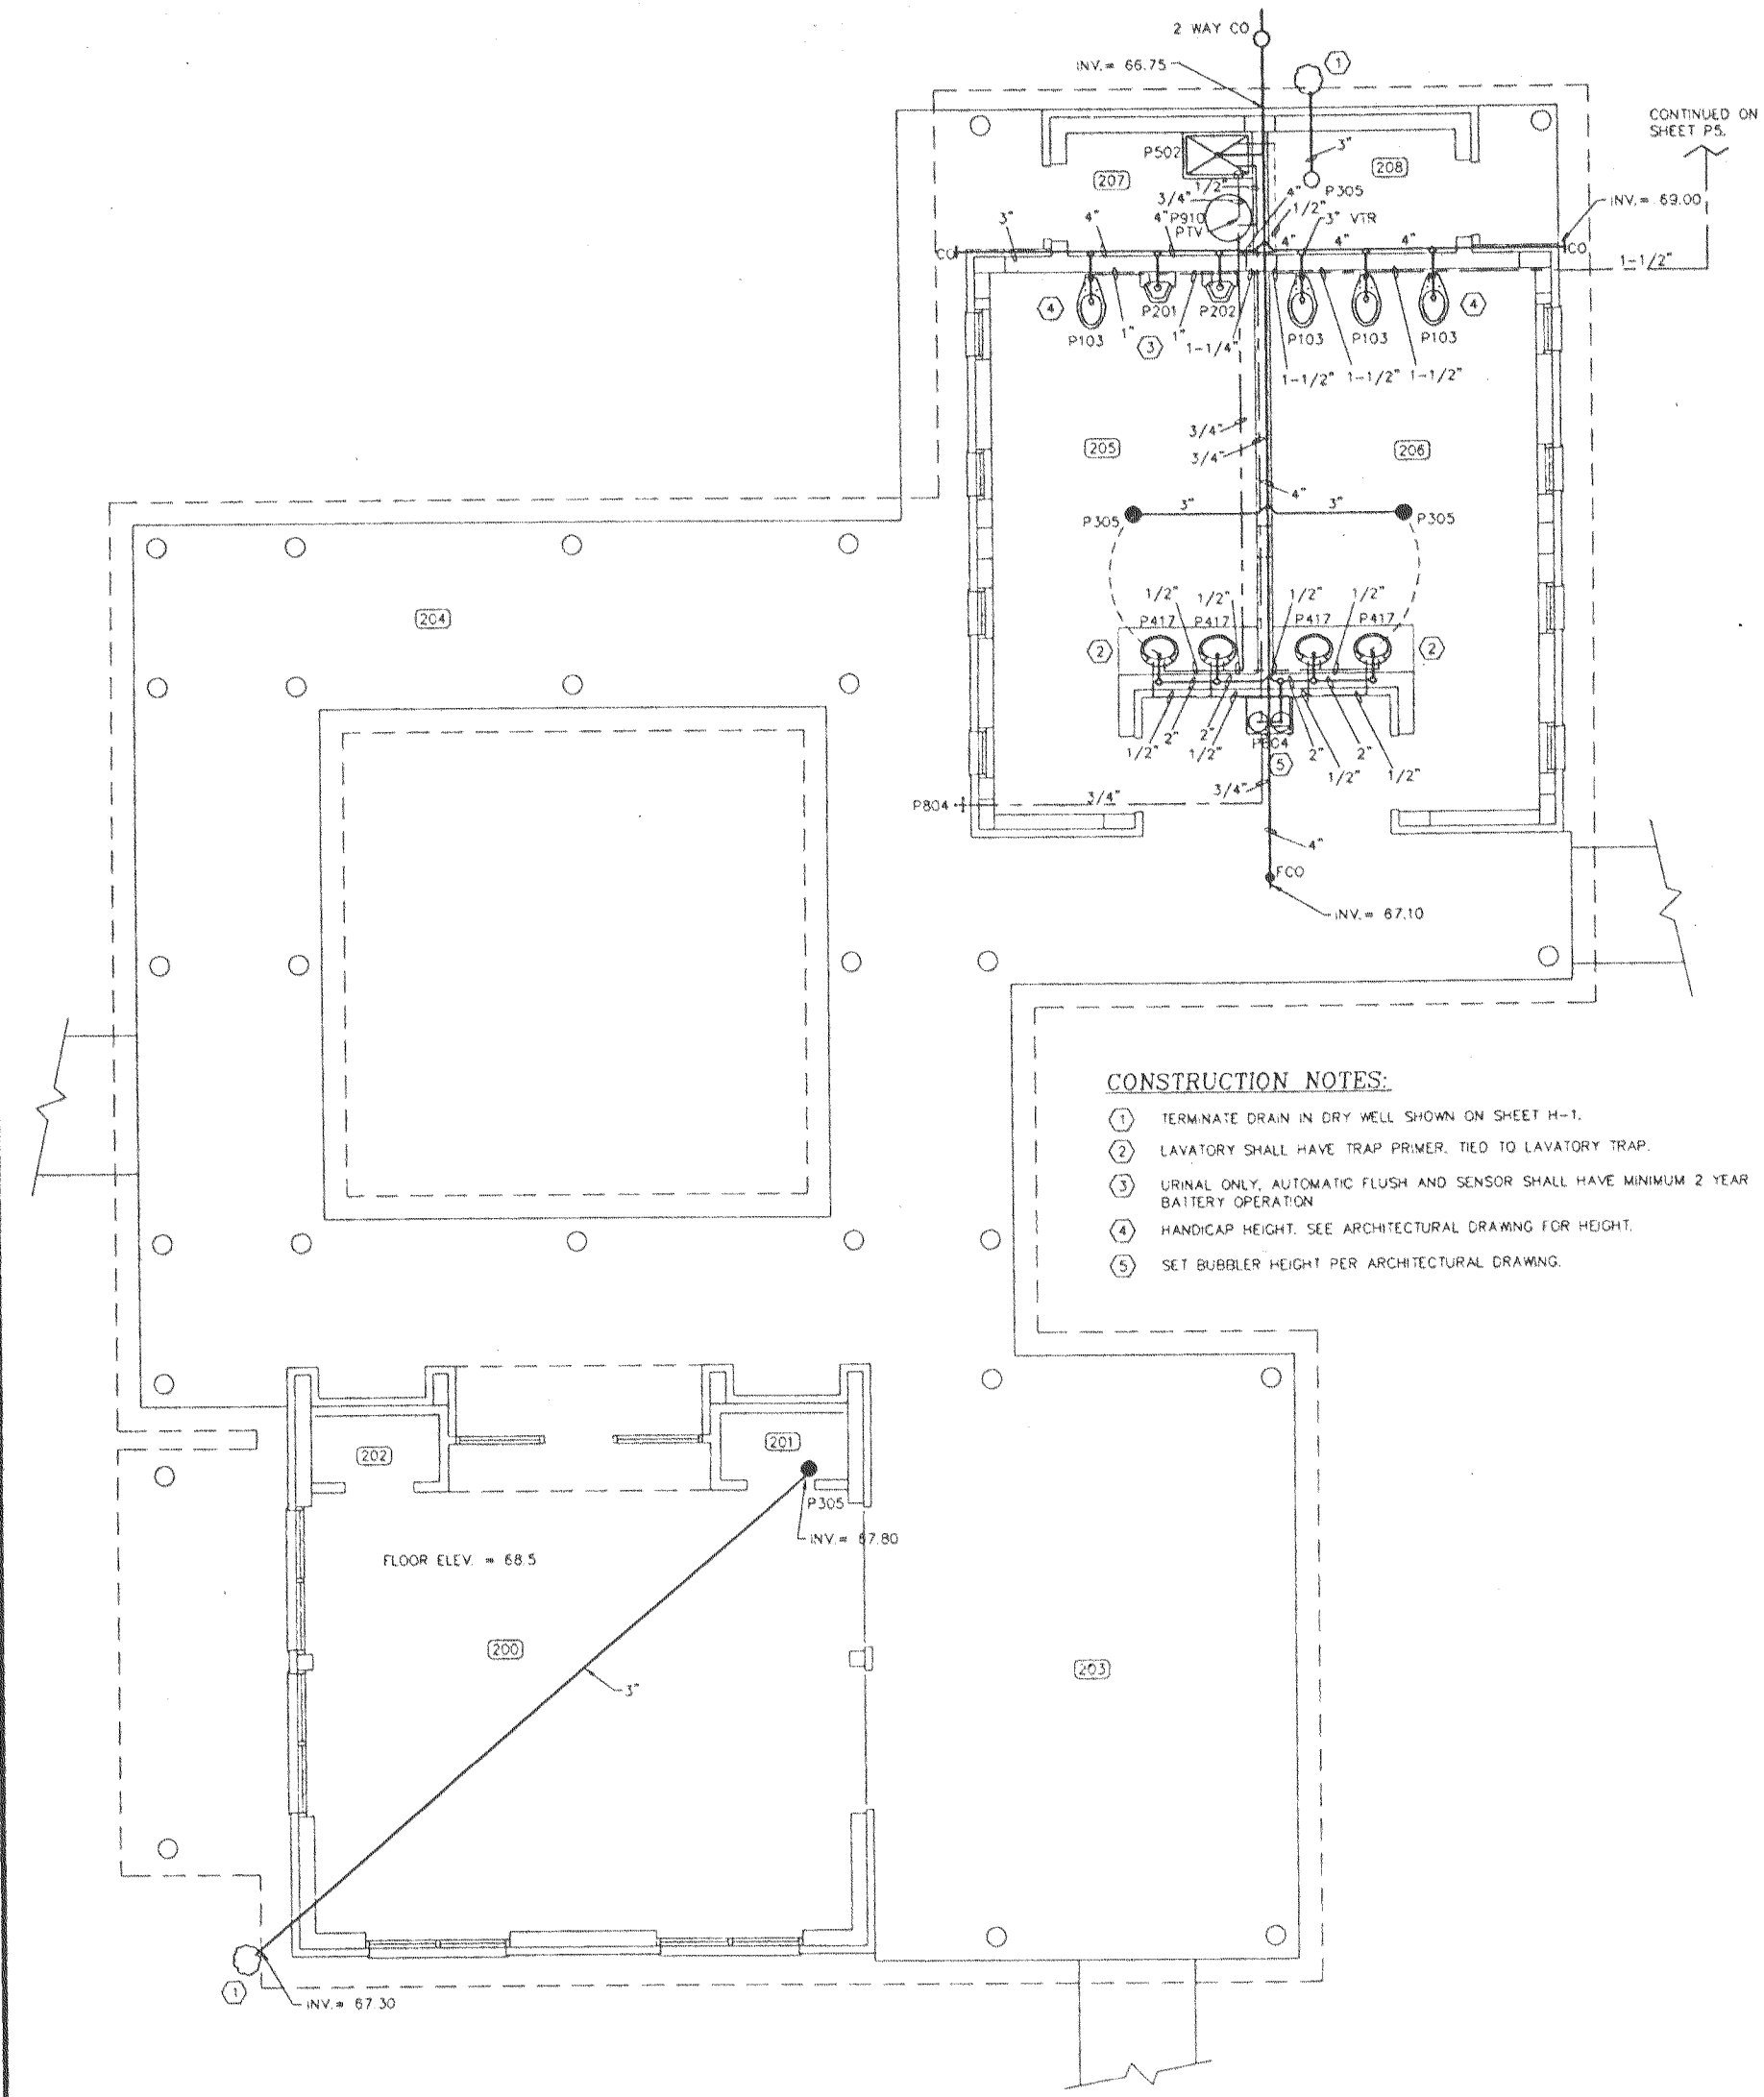 2 WAY CO
INV.= 66.75
1
CONTINUED ON
SHEET P5.
P502
3"
208
207
1/2"
P305
3/4"
4"
1/2"
INV.= 69.00
3"
4"
4"
P910
PTV
3" VTR
4"
4"
4"
CO
CO
1-1/2"
4
P103
1"
P201
3
1"
P202
1-1/4"
P103
P103
P103
4
1-1/2"
1-1/2"
1-1/2"
3/4"
205
3/4"
206
4"
P305
3"
3"
P305
204
1/2"
1/2"
1/2"
1/2"
P417
P417
P417
P417
2
2
1/2"
2"
2"
1/2"
5
2"
1/2"
2"
1/2"
3/4"
P804
3/4"
4"
FCO
INV.= 67.10
CONSTRUCTION NOTES:
1 TERMINATE DRAIN IN DRY WELL SHOWN ON SHEET H-1.
2 LAVATORY SHALL HAVE TRAP PRIMER. TIED TO LAVATORY TRAP.
3 URINAL ONLY, AUTOMATIC FLUSH AND SENSOR SHALL HAVE MINIMUM 2 YEAR
BATTERY OPERATION
4 HANDICAP HEIGHT. SEE ARCHITECTURAL DRAWING FOR HEIGHT.
5 SET BUBBLER HEIGHT PER ARCHITECTURAL DRAWING.
202
201
P305
INV.= 67.80
FLOOR ELEV. = 68.5
200
3"
203
1
INV.= 67.30